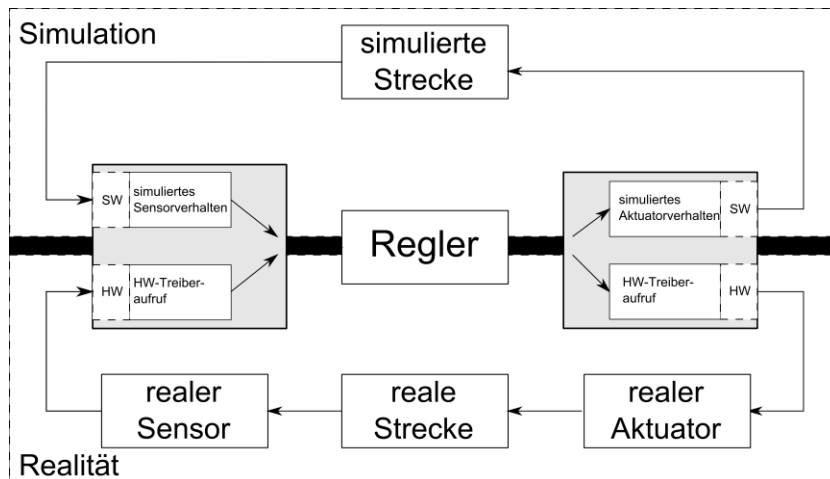 Simulation
simulierte
Strecke
SW
simuliertes
Sensorverhalten
HW
HW-Treiber-
aufruf
Regler
simuliertes
Aktuatorverhalten
SW
HW-Treiber-
aufruf
HW
realer
Sensor
reale
Strecke
realer
Aktuator
Realität